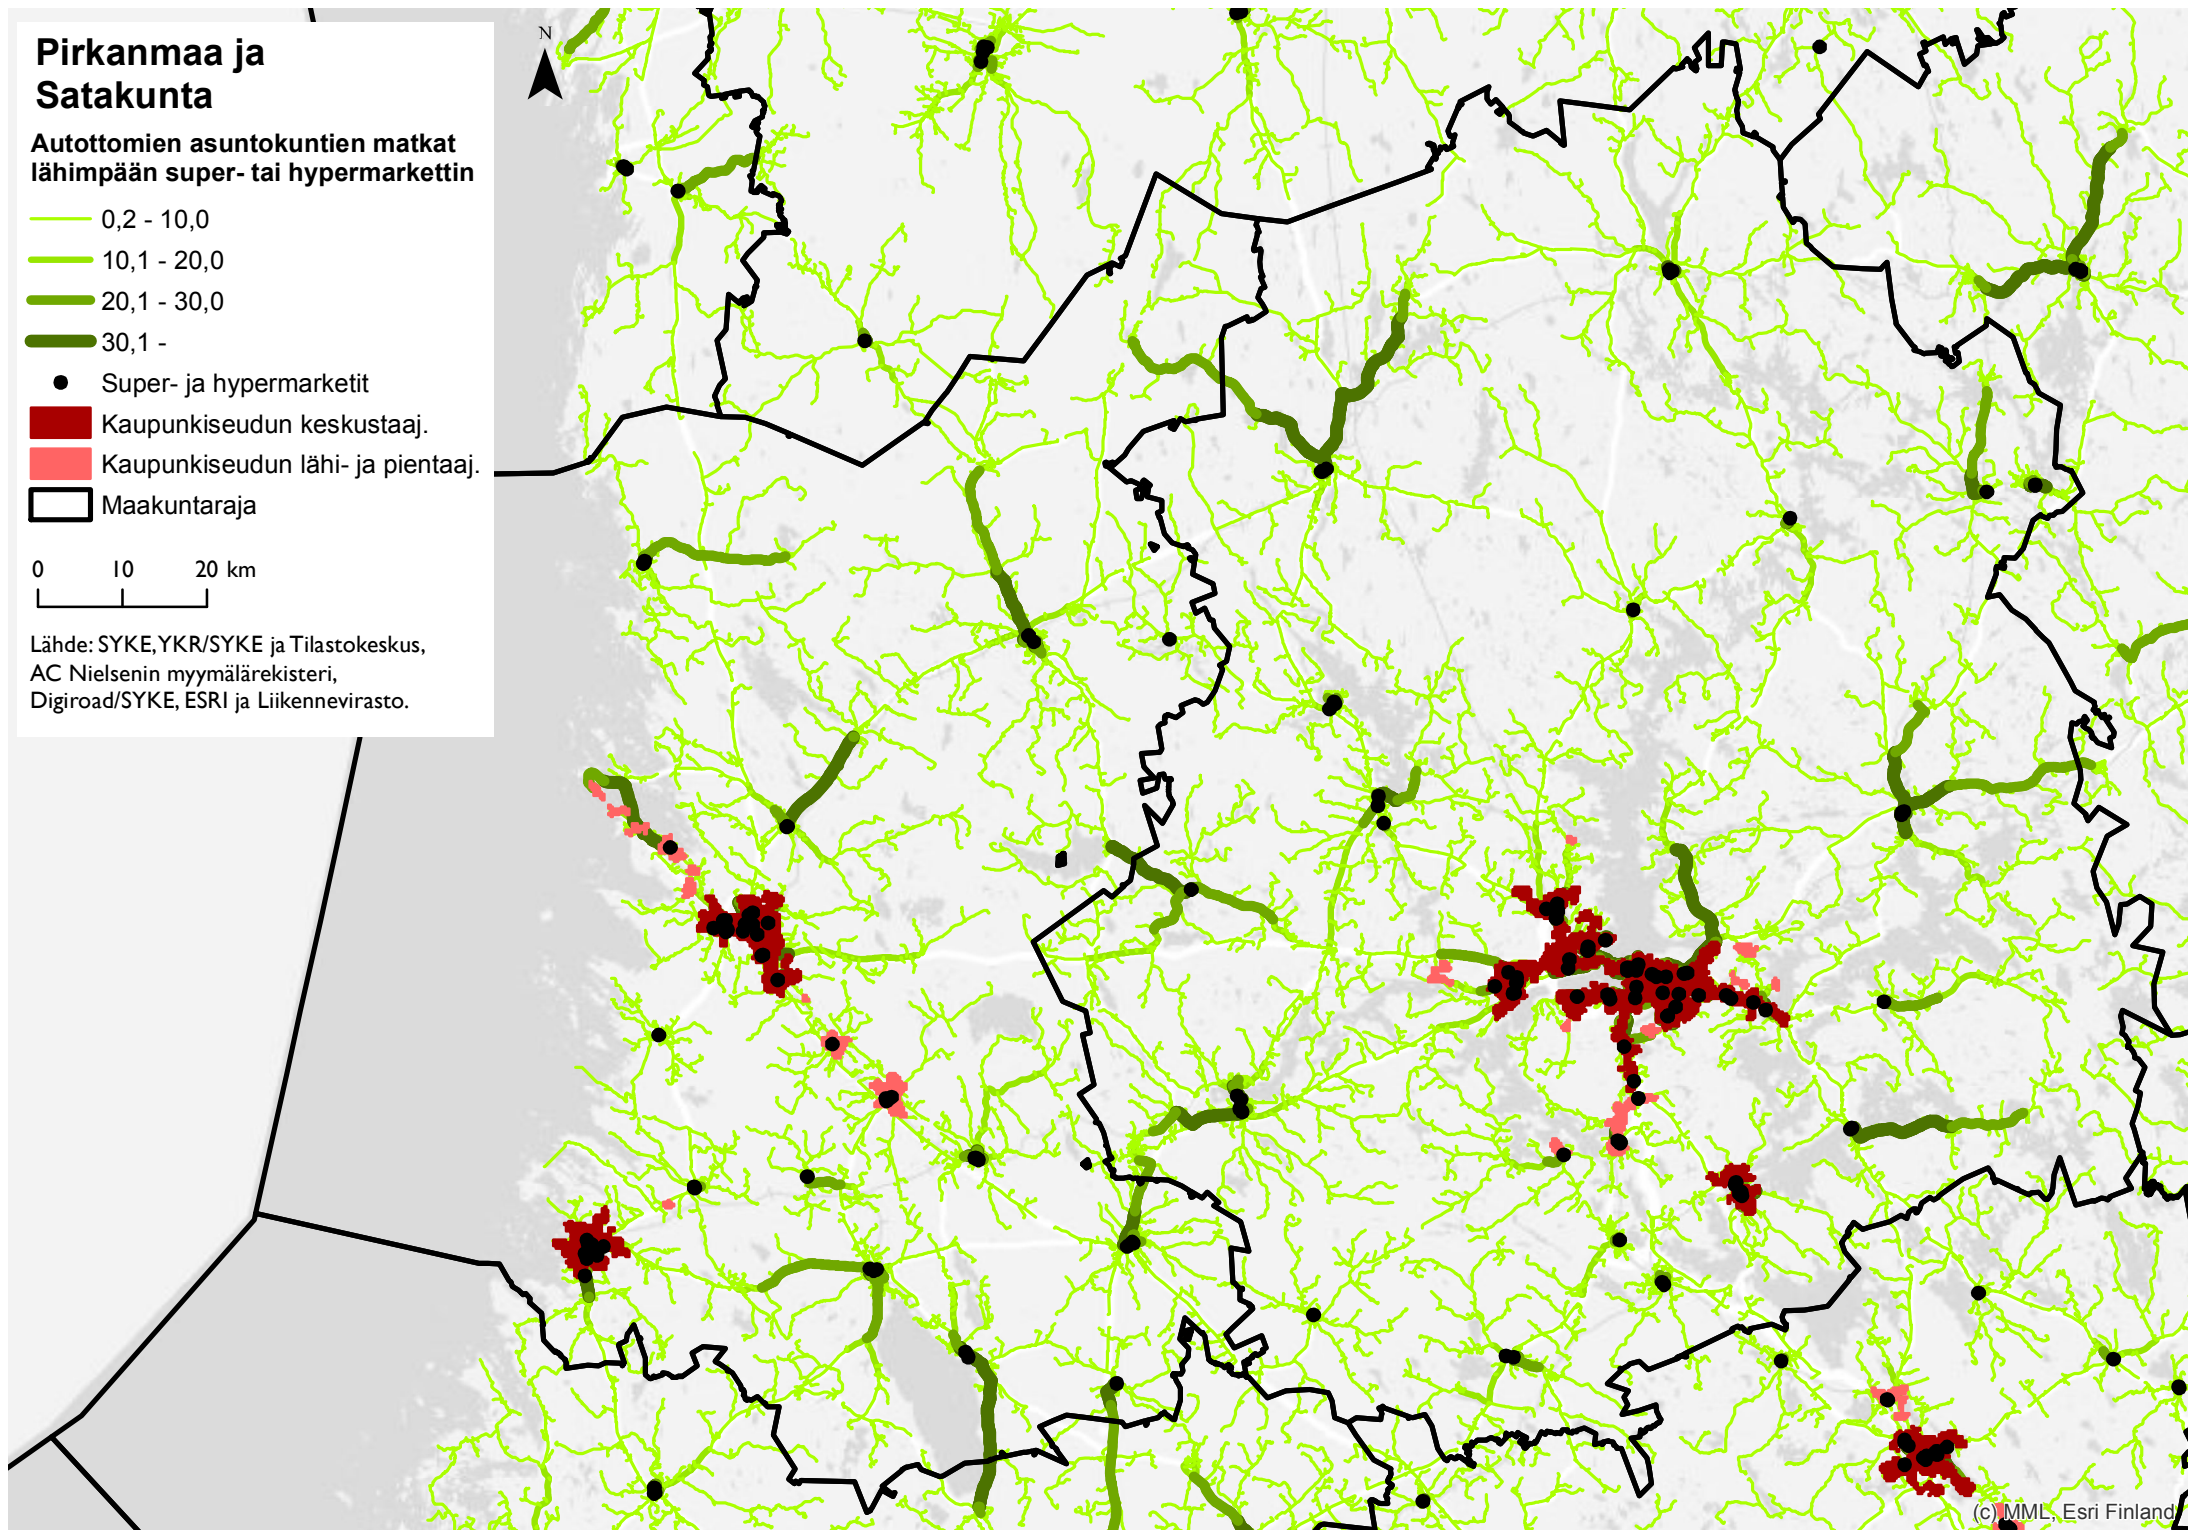 Pirkanmaa ja
Satakunta
Autottomien asuntokuntien matkat
lähimpään super- tai hypermarkettin
0,2 - 10,0
10,1 - 20,0
20,1 - 30,0
30,1 -
Super- ja hypermarketit
Kaupunkiseudun keskustaaj.
Kaupunkiseudun lähi- ja pientaaj.
Maakuntaraja
0 10 20 km
Lähde: SYKE, YKR/SYKE ja Tilastokeskus,
AC Nielsenin myymälärekisteri,
Digiroad/SYKE, ESRI ja Liikennevirasto.
N
(c) MML, Esri Finland